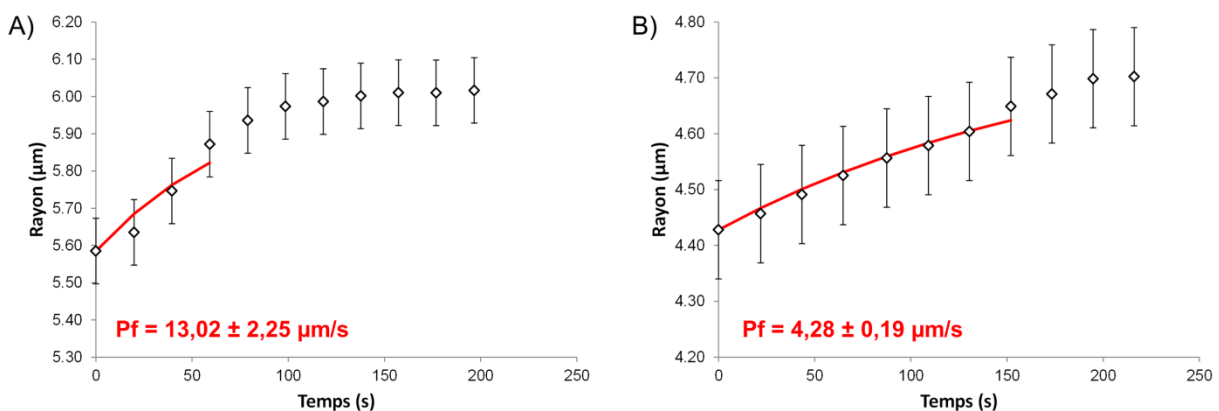 A)
Rayon (µm)
6.20
6.10
6.00
5.90
5.80
5.70
5.60
5.50
5.40
5.30
Pf = 13,02 ± 2,25 µm/s
0 50 100 150 200 250
Temps (s)
B)
Rayon (µm)
4.80
4.70
4.60
4.50
4.40
4.30
4.20
Pf = 4,28 ± 0,19 µm/s
0 50 100 150 200 250
Temps (s)